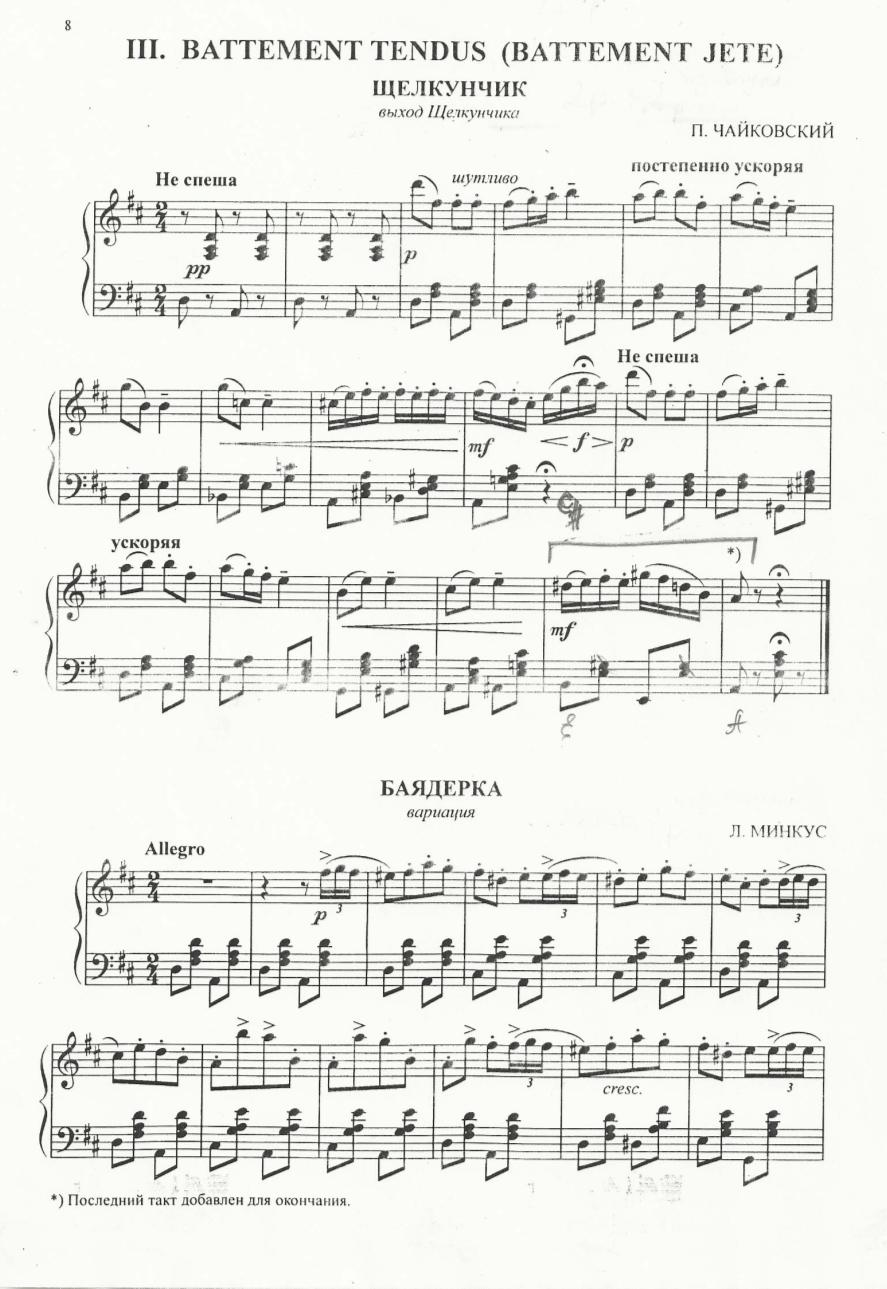 8
III. BATTEMENT TENDUS (BATTEMENT JETE)
ЩЕЛКУНЧИК
выход Щелкунчика
П. ЧАЙКОВСКИЙ
Не спеша
шутливо
постепенно ускоряя
pp
p
Не спеша
mf
f
p
ускоряя
*)
mf
E
A
БАЯДЕРКА
вариация
Л. МИНКУС
Allegro
p
3
3
3
3
cresc.
3
*) Последний такт добавлен для окончания.